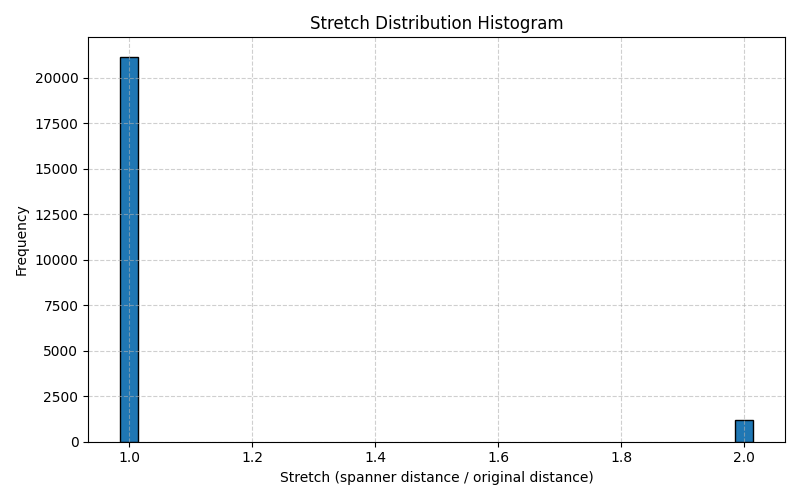 Stretch Distribution Histogram
Frequency
20000
17500
15000
12500
10000
7500
5000
2500
0
1.0 1.2 1.4 1.6 1.8 2.0
Stretch (spanner distance / original distance)